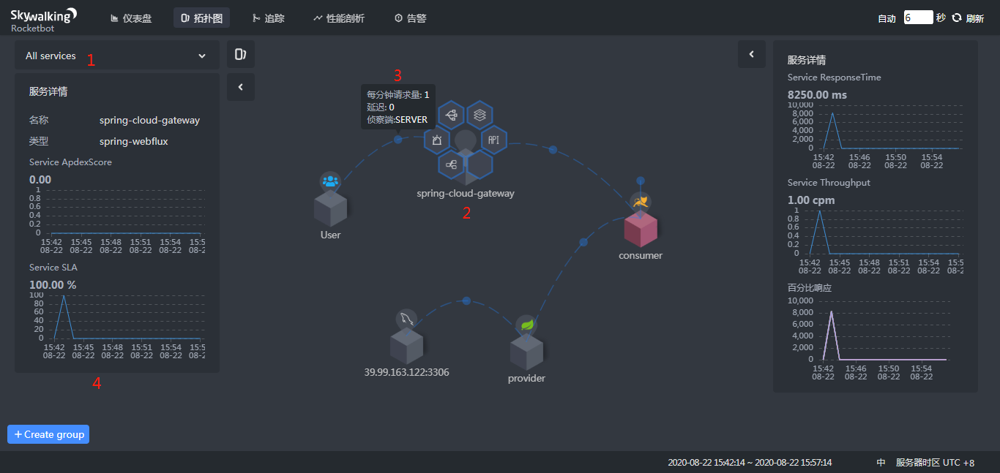 Skywalking
Rocketbot
仪表盘
拓扑图
追踪
性能剖析
告警
自动 6 秒 刷新
All services
1
服务详情
名称 spring-cloud-gateway
类型 spring-webflux
Service ApdexScore
0.00
1
0.8
0.6
0.4
0.2
0
15:42 15:45 15:48 15:51 15:54 15:5
08-22 08-22 08-22 08-22 08-22 08-2
Service SLA
100.00 %
100
80
60
40
20
0
15:42 15:45 15:48 15:51 15:54 15:5
08-22 08-22 08-22 08-22 08-22 08-2
4
+ Create group
3
每分钟请求量: 1
延迟: 0
侦察端:SERVER
API
spring-cloud-gateway
2
User
consumer
39.99.163.122:3306
provider
服务详情
Service ResponseTime
8250.00 ms
10,000
8,000
6,000
4,000
2,000
0
15:42 15:46 15:50 15:54
08-22 08-22 08-22 08-22
Service Throughput
1.00 cpm
1
0.8
0.6
0.4
0.2
0
15:42 15:45 15:48 15:51 15:54 15:5
08-22 08-22 08-22 08-22 08-22 08-2
百分比响应
10,000
8,000
6,000
4,000
2,000
0
15:42 15:46 15:50 15:54
08-22 08-22 08-22 08-22
2020-08-22 15:42:14 ~ 2020-08-22 15:57:14 中 服务器时区 UTC +8